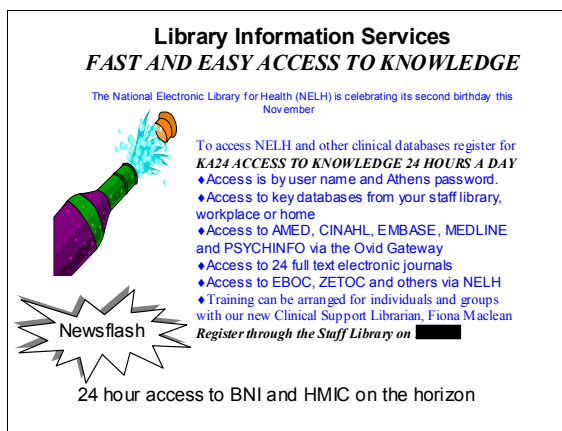 Library Information Services
FAST AND EASY ACCESS TO KNOWLEDGE
The National Electronic Library for Health (NELH) is celebrating its second birthday this
November
To access NELH and other clinical databases register for
KA24 ACCESS TO KNOWLEDGE 24 HOURS A DAY
♦Access is by user name and Athens password.
♦Access to key databases from your staff library,
workplace or home
♦Access to AMED, CINAHL, EMBASE, MEDLINE
and PSYCHINFO via the Ovid Gateway
♦Access to 24 full text electronic journals
♦Access to EBOC, ZETOC and others via NELH
♦Training can be arranged for individuals and groups
with our new Clinical Support Librarian, Fiona Maclean
Register through the Staff Library on
Newsflash
24 hour access to BNI and HMIC on the horizon